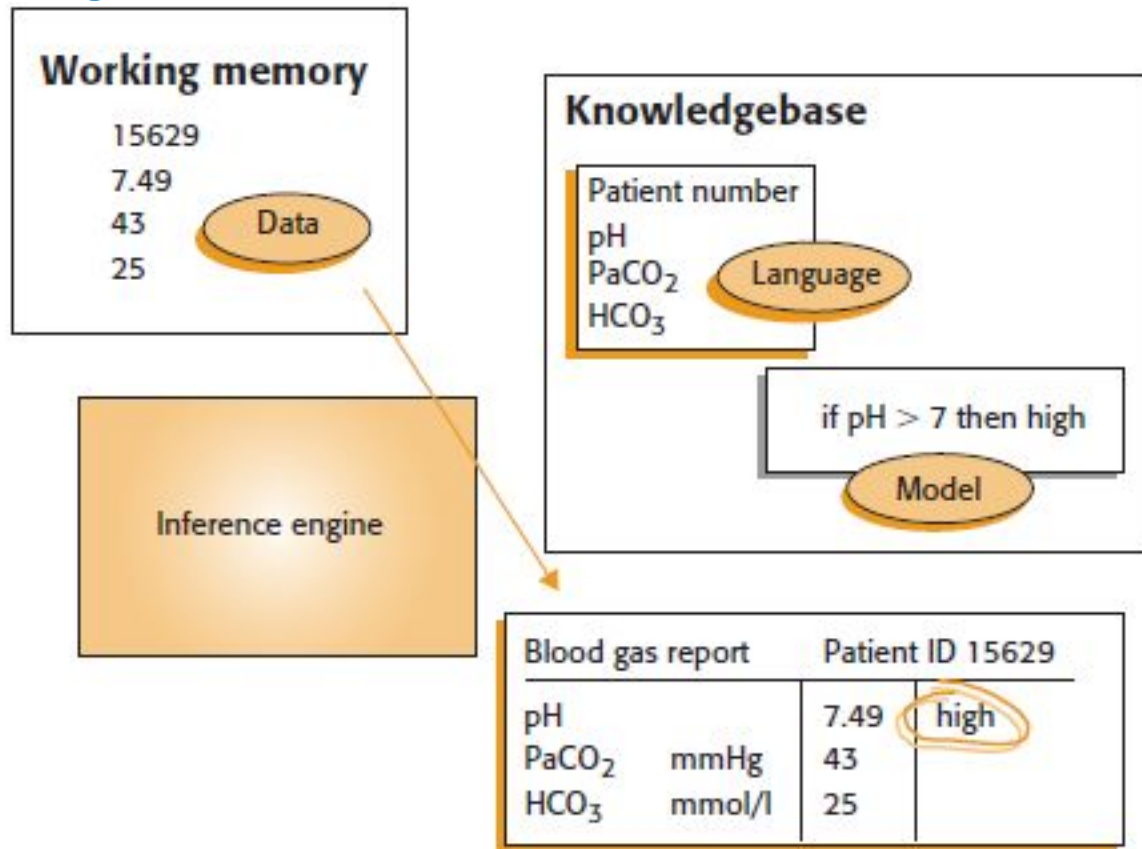 Working memory
15629
7.49
43
25
Data
Knowledgebase
Patient number
pH
PaCO₂
HCO₃
Language
if pH > 7 then high
Model
Inference engine
Blood gas report Patient ID 15629
pH 7.49 high
PaCO₂ mmHg 43
HCO₃ mmol/l 25